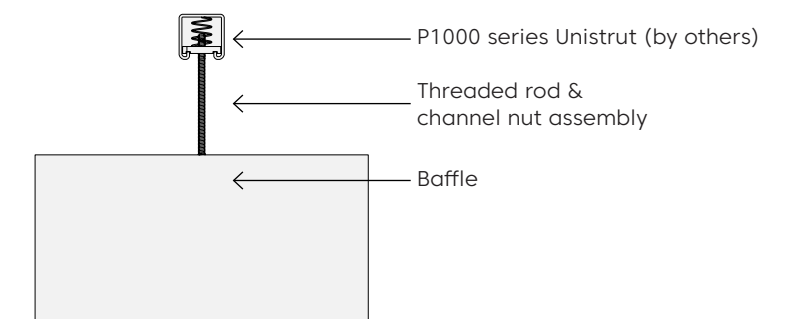 P1000 series Unistrut (by others)
Threaded rod &
channel nut assembly
Baffle